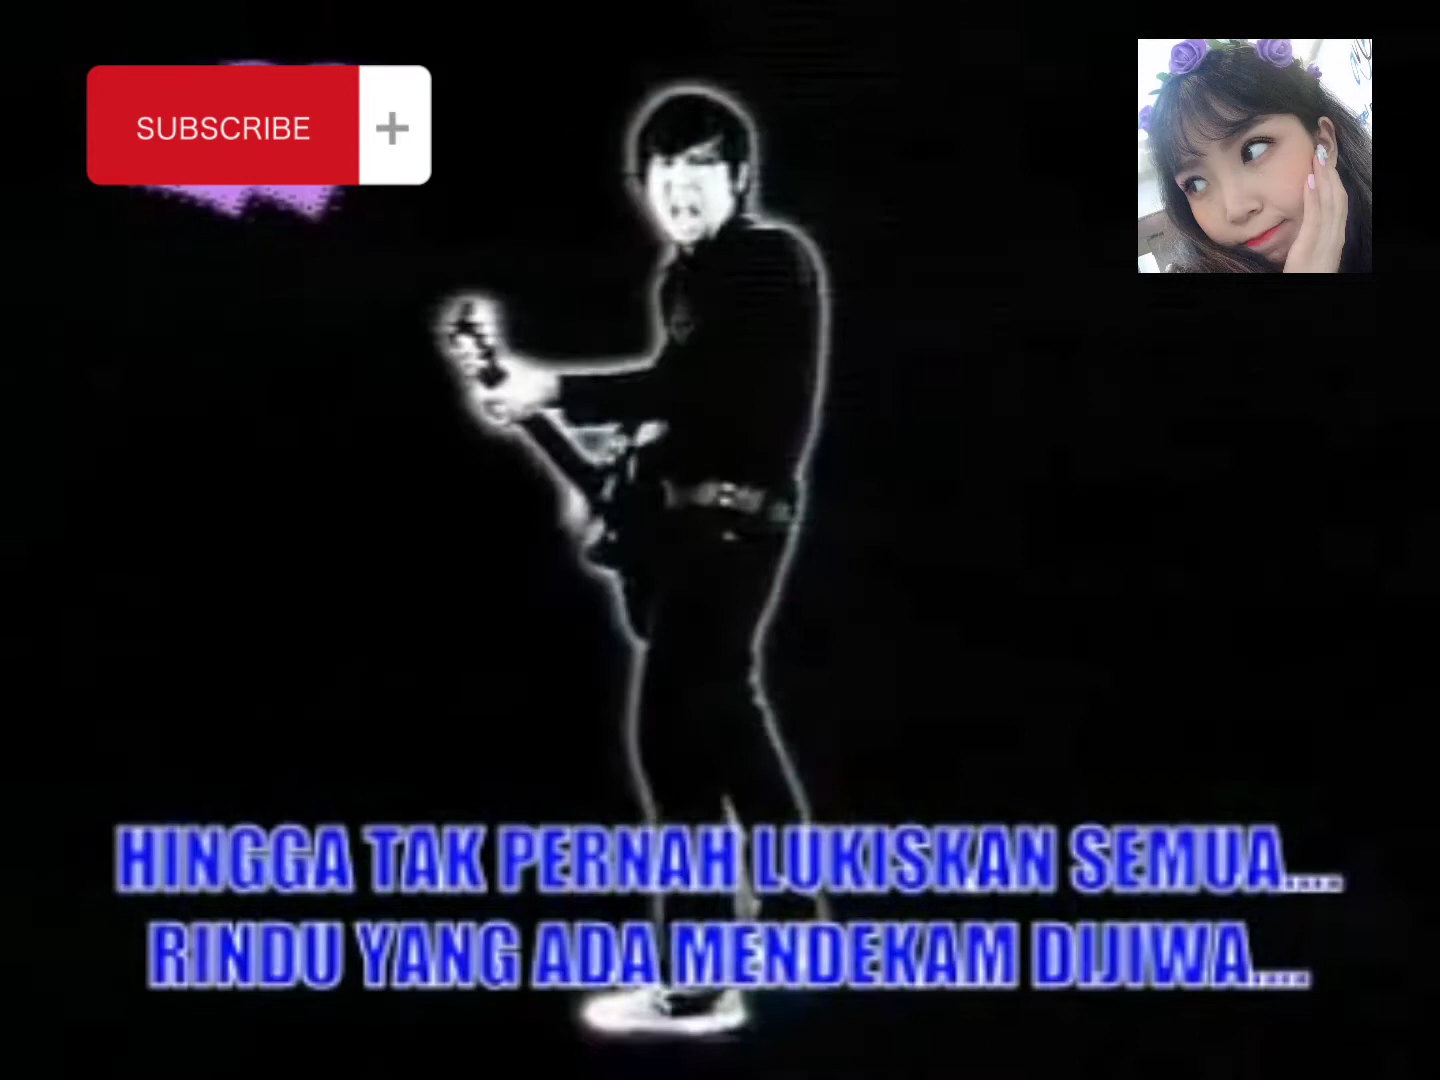 SUBSCRIBE +
HINGGA TAK PERNAH LUKISKAN SEMUA....
RINDU YANG ADA MENDEKAM DIJIWA....